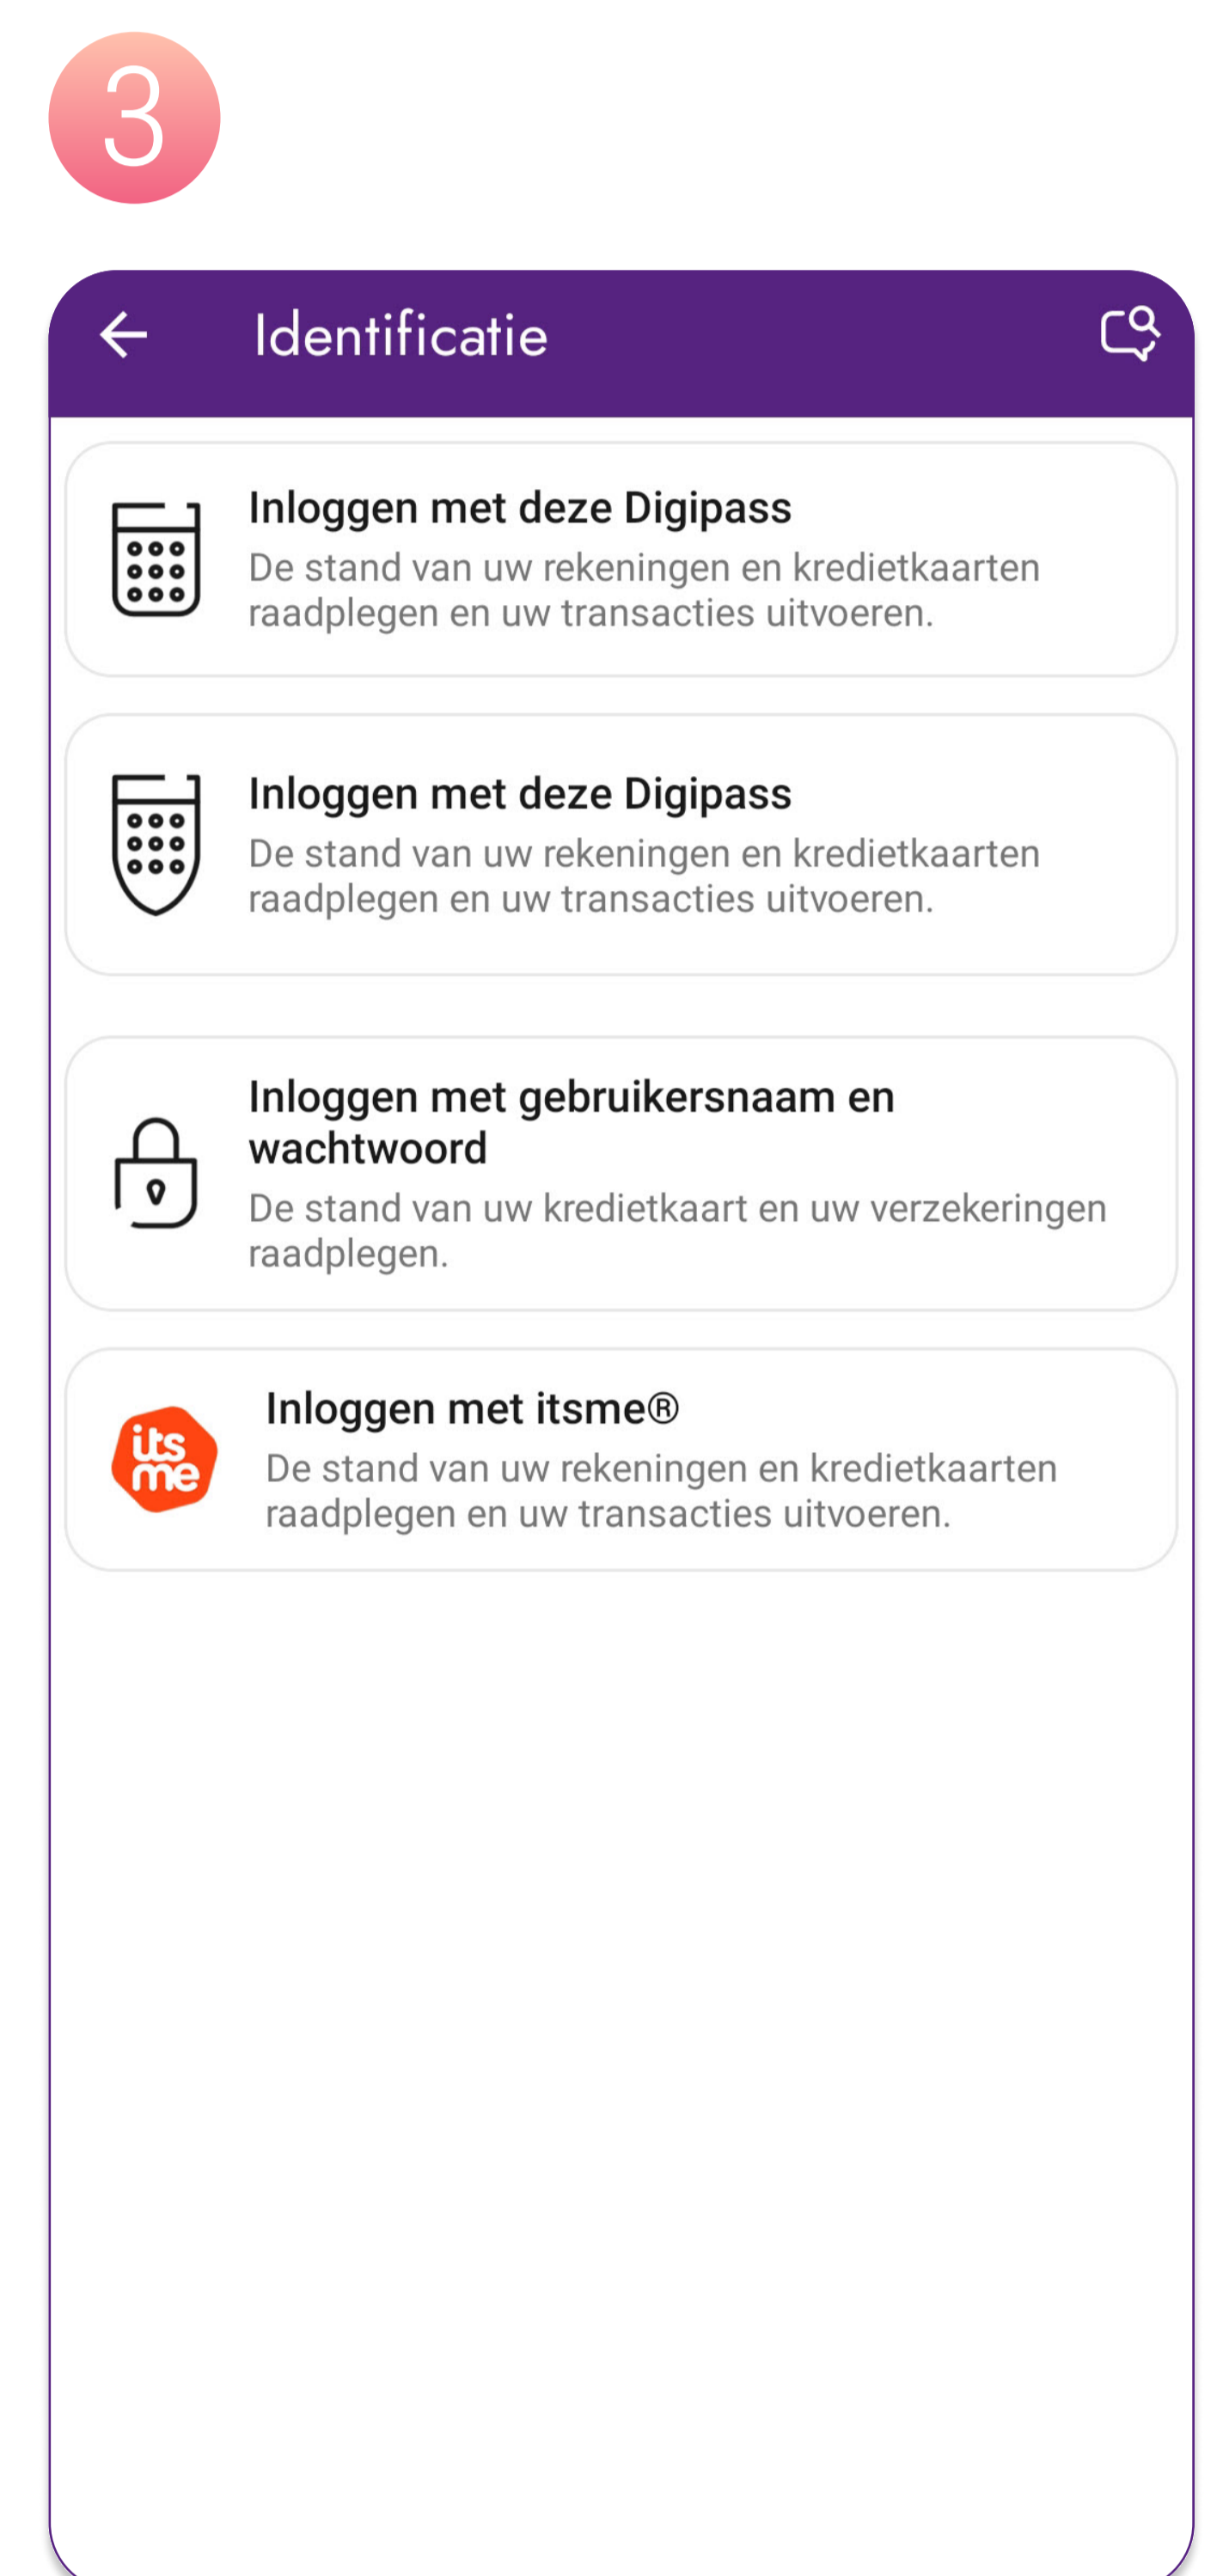 3
Identificatie
Inloggen met deze Digipass
De stand van uw rekeningen en kredietkaarten
raadplegen en uw transacties uitvoeren.
Inloggen met deze Digipass
De stand van uw rekeningen en kredietkaarten
raadplegen en uw transacties uitvoeren.
Inloggen met gebruikersnaam en
wachtwoord
De stand van uw kredietkaart en uw verzekeringen
raadplegen.
its
me
Inloggen met itsme®
De stand van uw rekeningen en kredietkaarten
raadplegen en uw transacties uitvoeren.